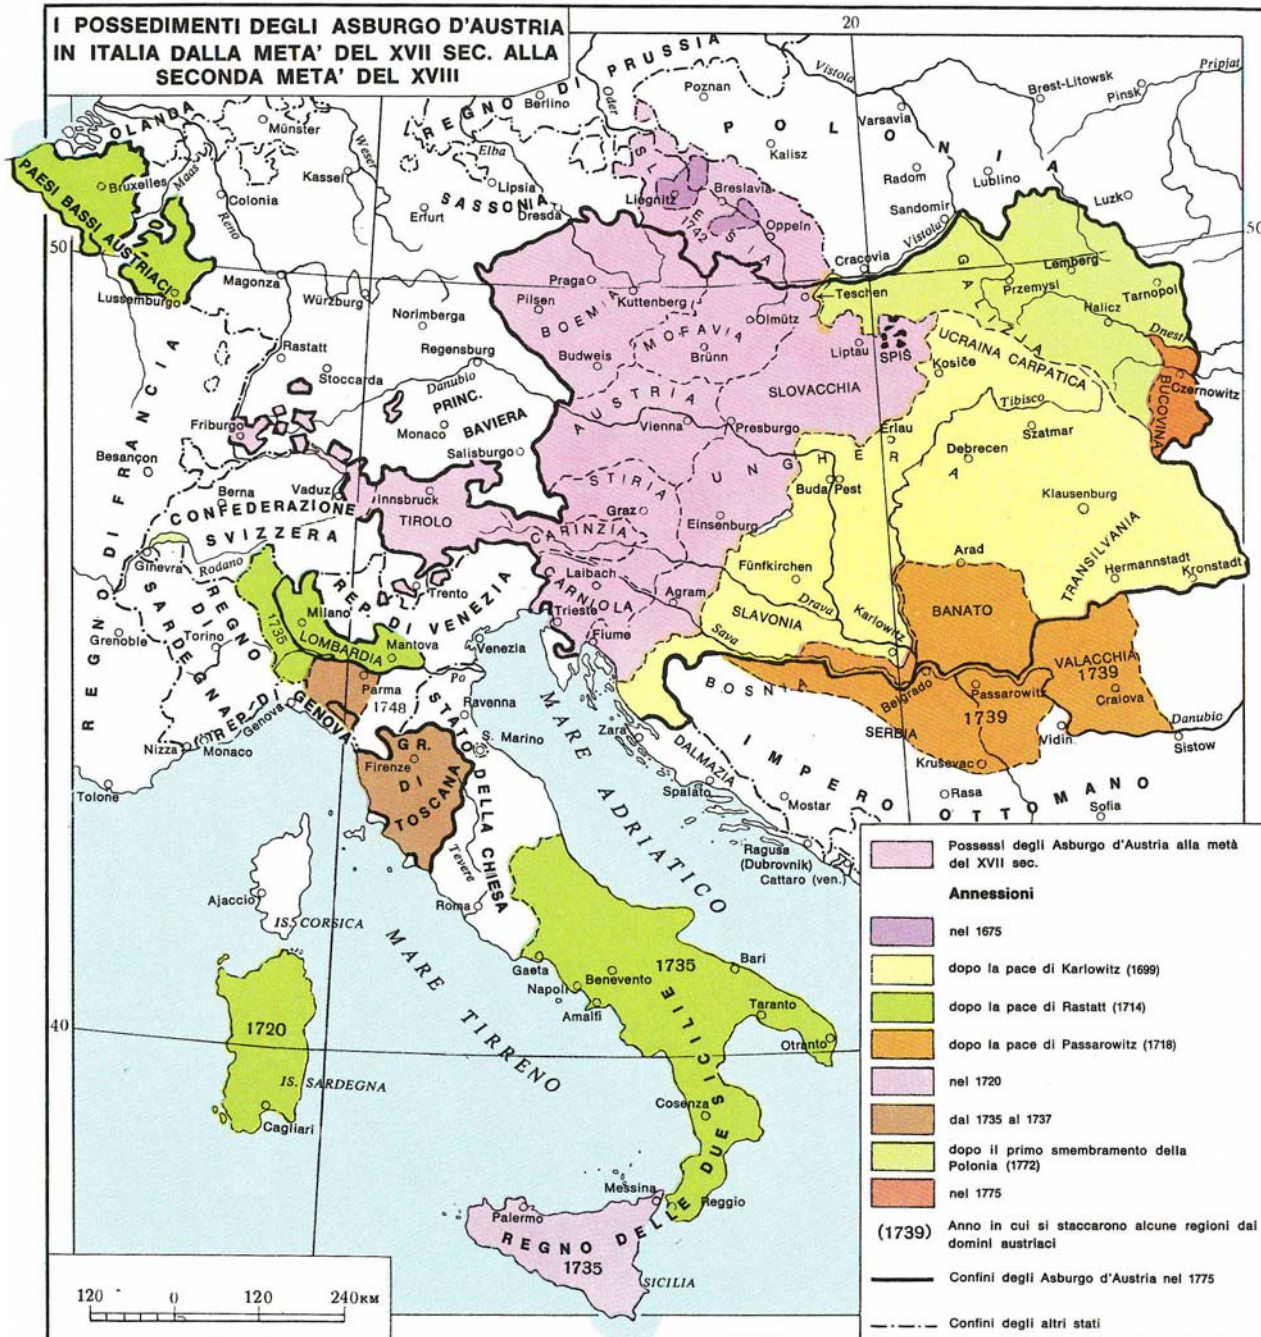 I POSSEDIMENTI DEGLI ASBURGO D'AUSTRIA
IN ITALIA DALLA META' DEL XVII SEC. ALLA
SECONDA META' DEL XVIII
20
50
50
40
OLANDA
Münster
Weser
Kassel
REGNO DI PRUSSIA
Berlino
Oder
Elba
Lipsia
SASSONIA
Dresda
Erfurt
Poznan
Vistola
POLONIA
Kalisz
Varsavia
Radom
Lublino
Brest-Litowsk
Pinsk
Pripjat
Luzk
Sandomir
Vistola
Cracovia
PAESI BASSI AUSTRIACI
Bruxelles
Maas
Colonia
Reno
Lussemburgo
Magonza
Würzburg
Norimberga
Rastatt
Stoccarda
Regensburg
Danubio
PRINC.
BAVIERA
Monaco
Salisburgo
Friburgo
SLESIA
1742
Liegnitz
Breslavia
Oppeln
Praga
Kuttenberg
Pilsen
BOEMIA
Budweis
MOFAVIA
Olmütz
Brünn
Teschen
Liptau
SPIŠ
SLOVACCHIA
AUSTRIA
Vienna
Presburgo
GALIZIA
Lemberg
Przemysl
Tarnopol
Halicz
Dnestr
UCRAINA CARPATICA
Kosiče
BUCOVINA
Czernowitz
Tibisco
Szatmar
Erlau
Debrecen
UNGHERIA
Buda Pest
Klausenburg
TRANSILVANIA
Hermannstadt
Kronstadt
Arad
BANATO
STIRIA
Graz
Einsenburg
CARINZIA
Fünfkirchen
Laibach
CARNIOLA
Agram
Trieste
Fiume
SLAVONIA
Drava
Sava
Karlowitz
REGNO DI FRANCIA
Besançon
Berna
Vaduz
Innsbruck
TIROLO
CONFEDERAZIONE
SVIZZERA
Ginevra
Rodano
Grenoble
REGNO
DI
SARDEGNA
Torino
1735
Milano
LOMBARDIA
Mantova
REP. DI VENEZIA
Trento
Venezia
Po
Parma
1748
REP. DI GENOVA
Genova
Nizza
Monaco
Tolone
Ravenna
S. Marino
STATO DELLA CHIESA
GR.
DI
TOSCANA
Firenze
Tevere
Roma
MARE ADRIATICO
BOSNIA
Belgrado
Passarowitz
1739
SERBIA
Kruševac
VALACCHIA
1739
Craiova
Vidin
Danubio
Sistow
Zara
DALMAZIA
Spalato
Mostar
IMPERO OTTOMANO
Rasa
Sofia
Ragusa
(Dubrovnik)
Cattaro (ven.)
Ajaccio
IS. CORSICA
MARE TIRRENO
1720
IS. SARDEGNA
Cagliari
Gaeta
Napoli
Benevento
Amalfi
1735
Bari
Taranto
Otranto
Cosenza
Messina
Reggio
Palermo
REGNO DELLE DUE SICILIE
1735
SICILIA
120 0 120 240KM
Possessi degli Asburgo d'Austria alla metà
del XVII sec.
Annessioni
nel 1675
dopo la pace di Karlowitz (1699)
dopo la pace di Rastatt (1714)
dopo la pace di Passarowitz (1718)
nel 1720
dal 1735 al 1737
dopo il primo smembramento della
Polonia (1772)
nel 1775
(1739) Anno in cui si staccarono alcune regioni dai
domini austriaci
Confini degli Asburgo d'Austria nel 1775
Confini degli altri stati